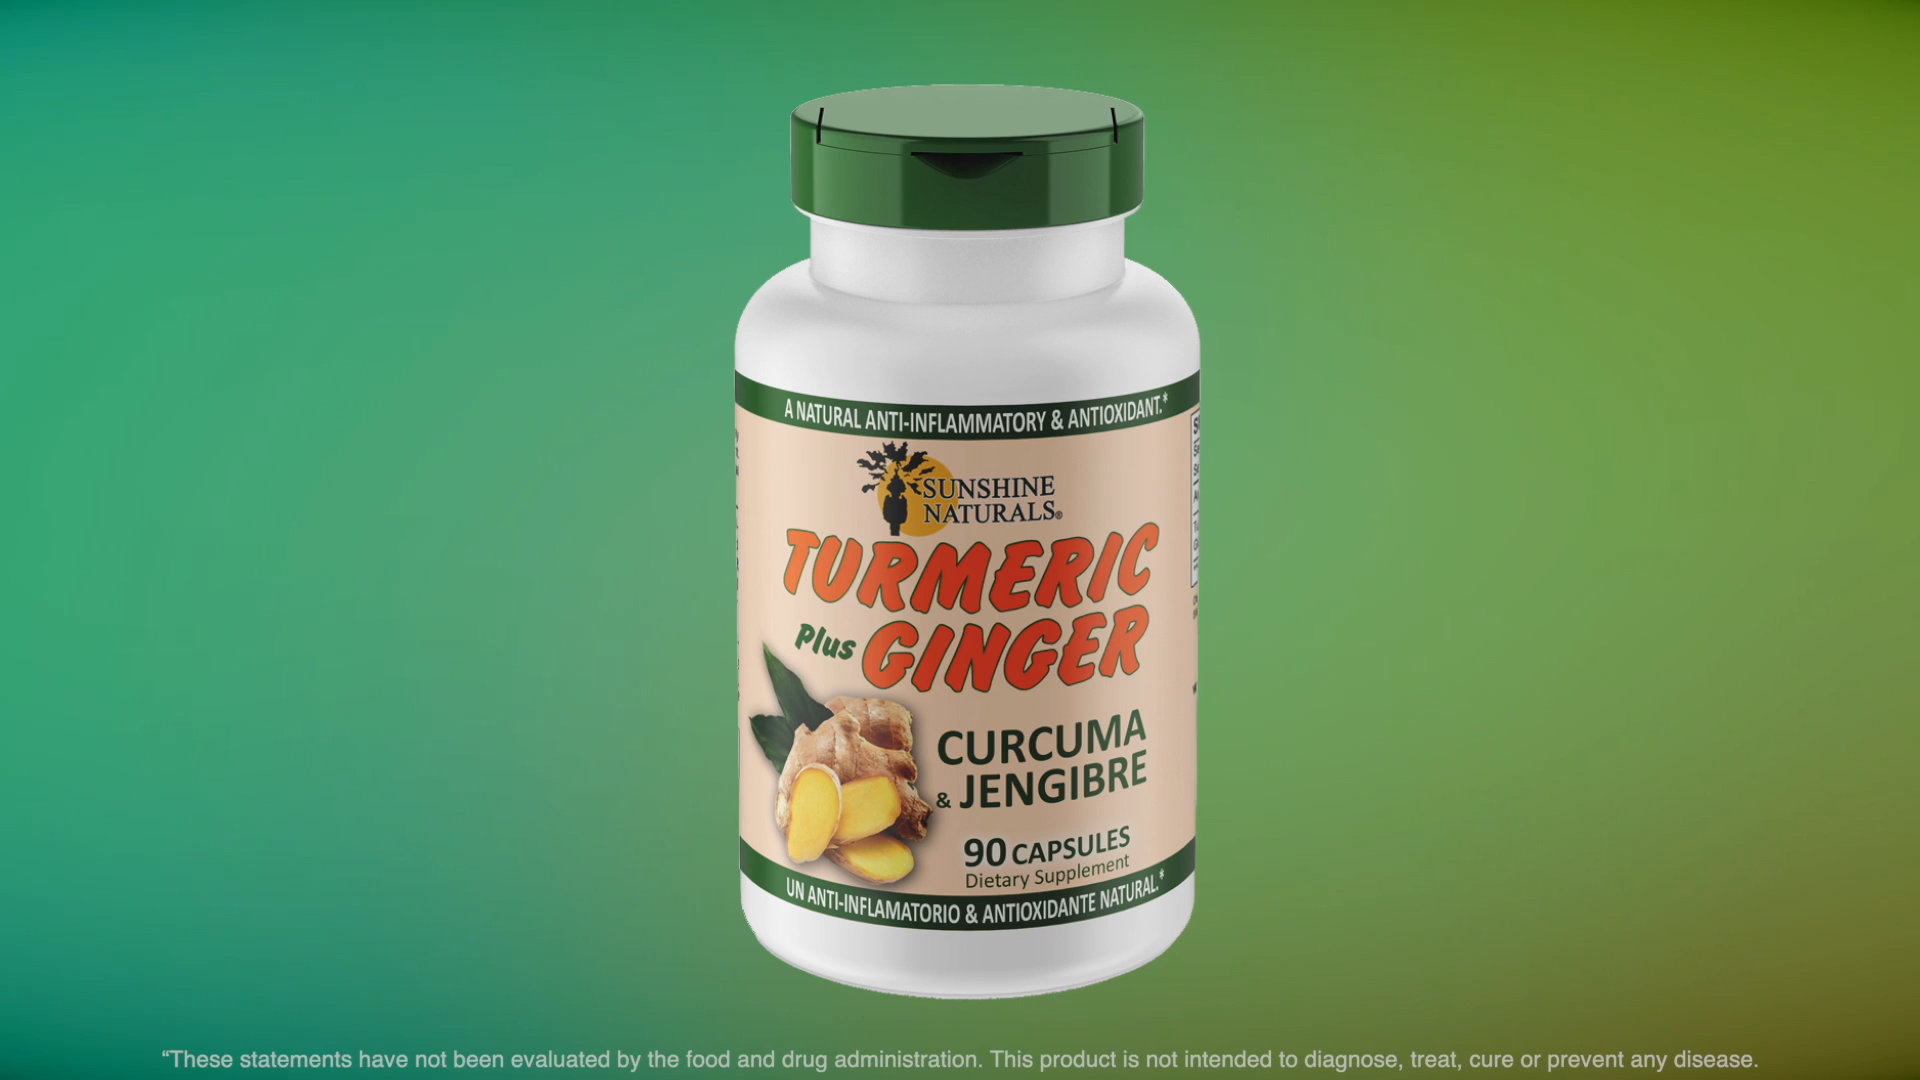 A NATURAL ANTI-INFLAMMATORY & ANTIOXIDANT.*
SUNSHINE
NATURALS®
TURMERIC
Plus GINGER
CURCUMA
& JENGIBRE
90 CAPSULES
Dietary Supplement
UN ANTI-INFLAMATORIO & ANTIOXIDANTE NATURAL.*
“These statements have not been evaluated by the food and drug administration. This product is not intended to diagnose, treat, cure or prevent any disease.